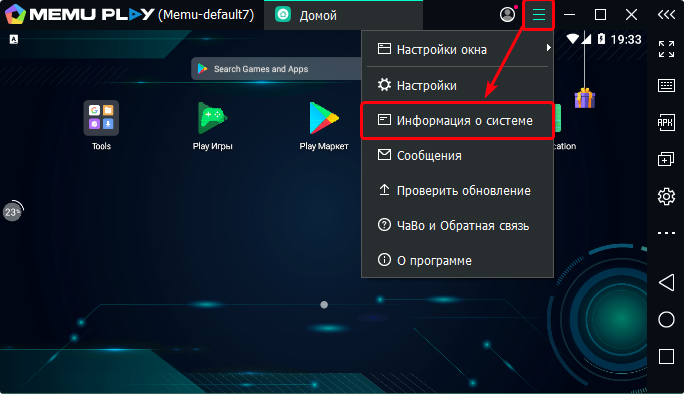 MEMU PLAY (Memu-default7)
Домой
19:33
Search Games and Apps
Настройки окна
Настройки
Информация о системе
Сообщения
Проверить обновление
ЧаВо и Обратная связь
О программе
Tools
Play Игры
Play Маркет
ication
23%
APK
A